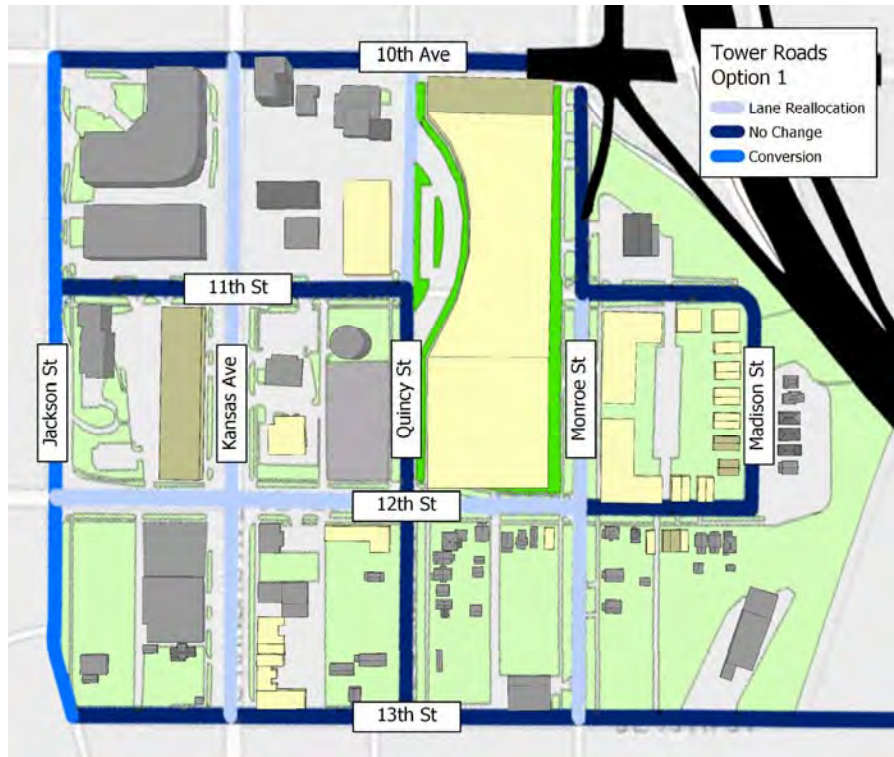 10th Ave
Tower Roads
Option 1
Lane Reallocation
No Change
Conversion
11th St
Jackson St
Kansas Ave
Quincy St
Monroe St
Madison St
12th St
13th St